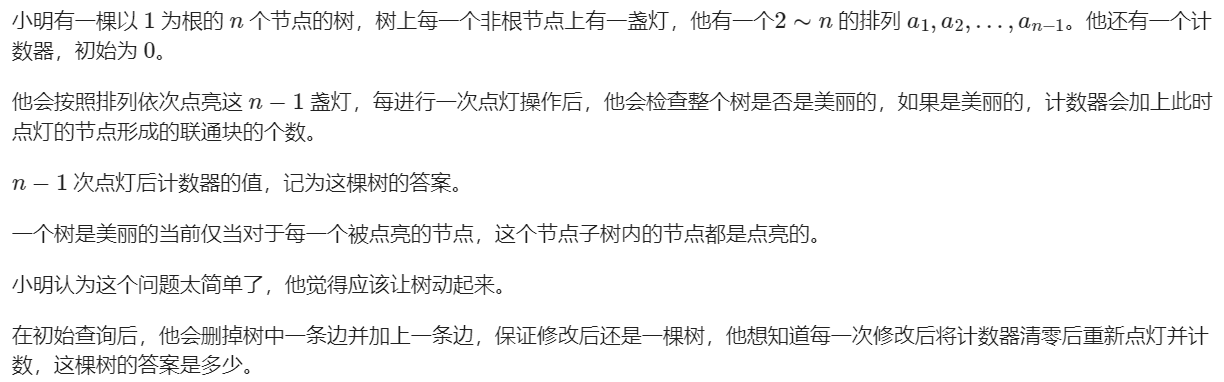 小明有一棵以 1 为根的 n 个节点的树，树上每一个非根节点上有一盏灯，他有一个2 ∼ n 的排列 a₁, a₂, …, aₙ₋₁。他还有一个计
数器，初始为 0。
他会按照排列依次点亮这 n − 1 盏灯，每进行一次点灯操作后，他会检查整个树是否是美丽的，如果是美丽的，计数器会加上此时
点灯的节点形成的联通块的个数。
n − 1 次点灯后计数器的值，记为这棵树的答案。
一个树是美丽的当前仅当对于每一个被点亮的节点，这个节点子树内的节点都是点亮的。
小明认为这个问题太简单了，他觉得应该让树动起来。
在初始查询后，他会删掉树中一条边并加上一条边，保证修改后还是一棵树，他想知道每一次修改后将计数器清零后重新点灯并计
数，这棵树的答案是多少。